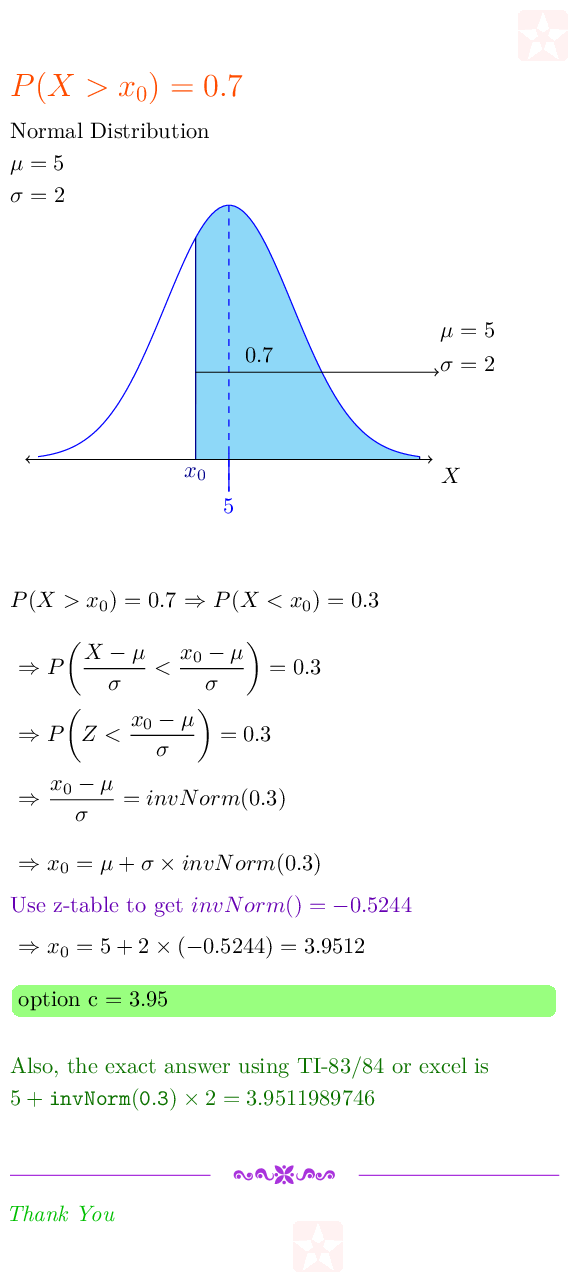 P(X > x₀) = 0.7
Normal Distribution
μ = 5
σ = 2
μ = 5
0.7
σ = 2
x₀
X
5
P(X > x₀) = 0.7 ⇒ P(X < x₀) = 0.3
⇒ P((X − μ)/σ < (x₀ − μ)/σ) = 0.3
⇒ P(Z < (x₀ − μ)/σ) = 0.3
⇒ (x₀ − μ)/σ = invNorm(0.3)
⇒ x₀ = μ + σ × invNorm(0.3)
Use z-table to get invNorm() = −0.5244
⇒ x₀ = 5 + 2 × (−0.5244) = 3.9512
option c = 3.95
Also, the exact answer using TI-83/84 or excel is
5 + invNorm(0.3) × 2 = 3.9511989746
Thank You